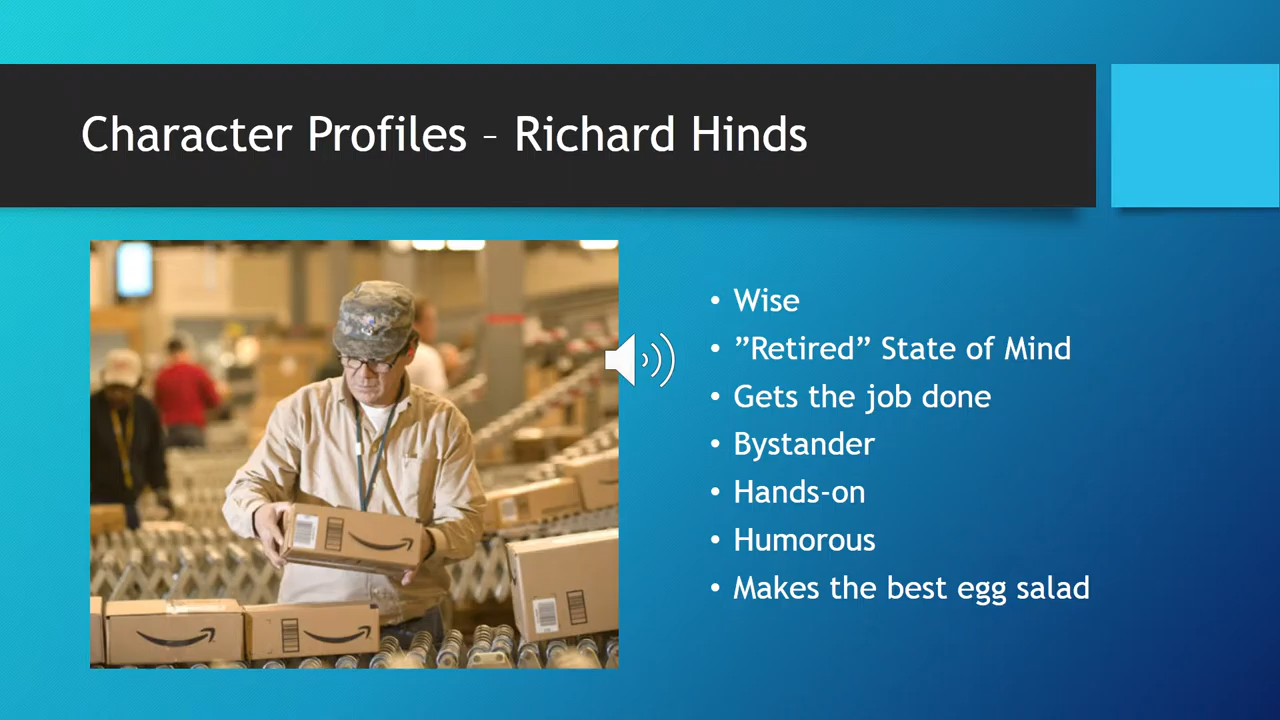 Character Profiles – Richard Hinds
• Wise
• ”Retired” State of Mind
• Gets the job done
• Bystander
• Hands-on
• Humorous
• Makes the best egg salad